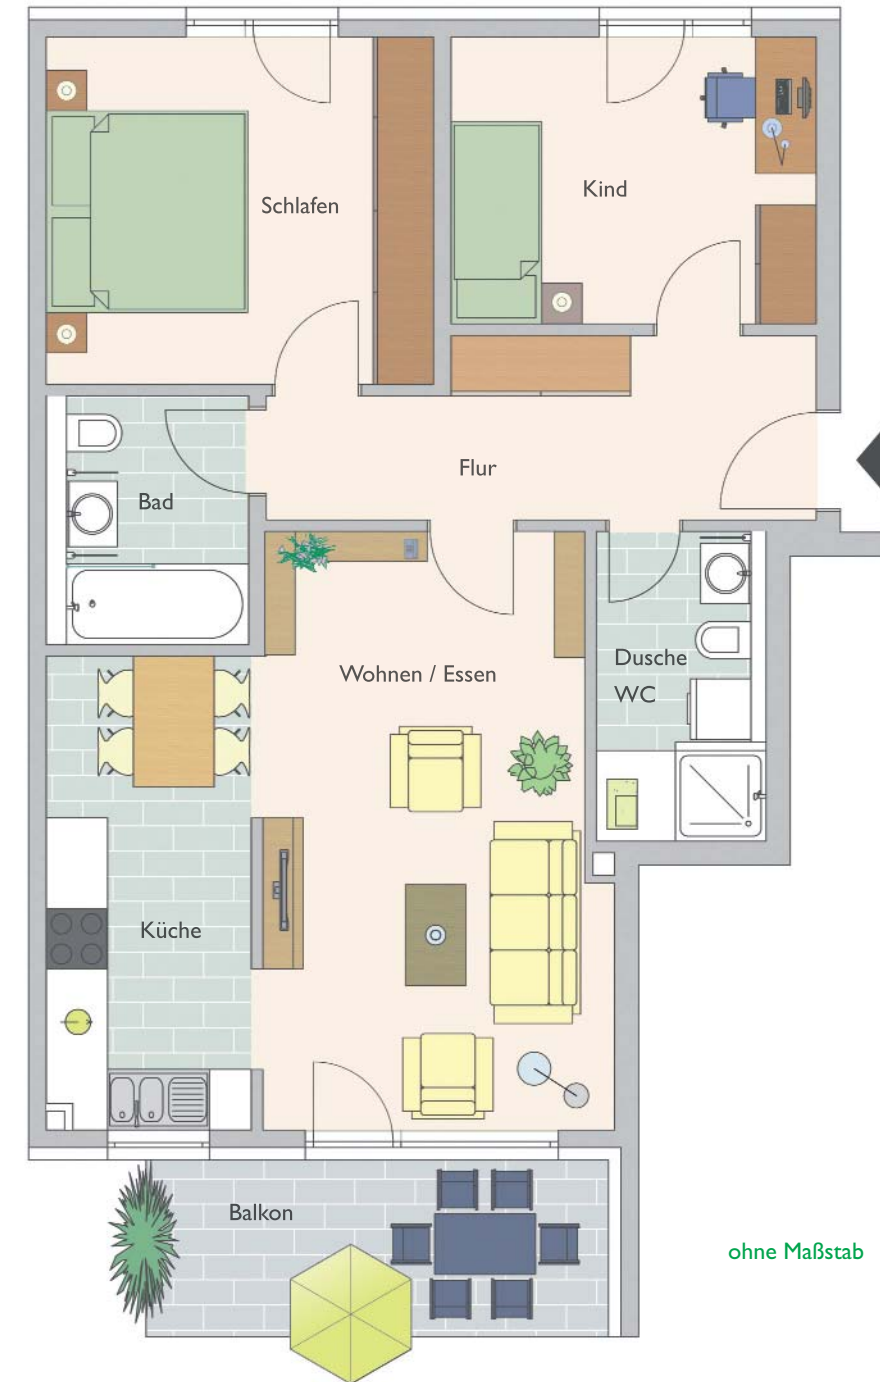 Schlafen
Kind
Flur
Bad
Wohnen / Essen
Dusche
WC
Küche
Balkon
ohne Maßstab